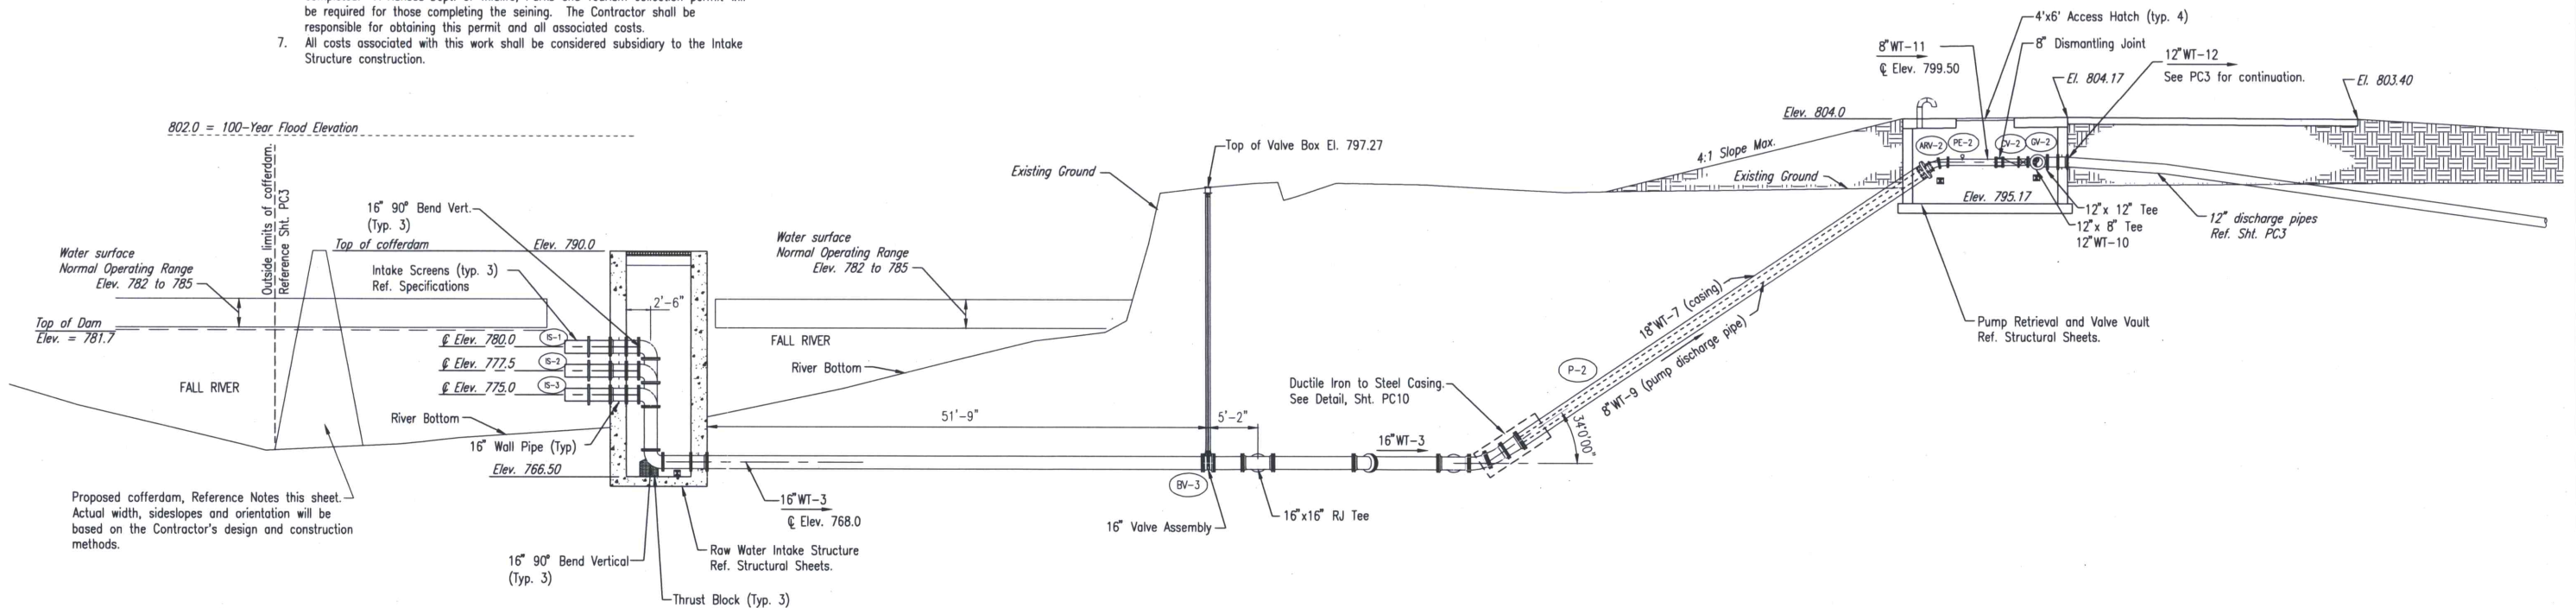 be required for those completing the seining. The Contractor shall be
responsible for obtaining this permit and all associated costs.
7. All costs associated with this work shall be considered subsidiary to the Intake
Structure construction.
802.0 = 100-Year Flood Elevation
Outside limits of cofferdam.
Reference Sht. PC3
Water surface
Normal Operating Range
Elev. 782 to 785
Top of Dam
Elev. = 781.7
FALL RIVER
Top of cofferdam
Elev. 790.0
16" 90° Bend Vert.
(Typ. 3)
Intake Screens (typ. 3)
Ref. Specifications
2'-6"
℄ Elev. 780.0
IS-1
℄ Elev. 777.5
IS-2
℄ Elev. 775.0
IS-3
River Bottom
16" Wall Pipe (Typ)
Elev. 766.50
Proposed cofferdam, Reference Notes this sheet.
Actual width, sideslopes and orientation will be
based on the Contractor's design and construction
methods.
16" 90° Bend Vertical
(Typ. 3)
Thrust Block (Typ. 3)
Raw Water Intake Structure
Ref. Structural Sheets.
16"WT-3
℄ Elev. 768.0
Water surface
Normal Operating Range
Elev. 782 to 785
FALL RIVER
River Bottom
Existing Ground
Top of Valve Box El. 797.27
51'-9"
5'-2"
BV-3
16" Valve Assembly
16"x16" RJ Tee
16"WT-3
Ductile Iron to Steel Casing.
See Detail, Sht. PC10
P-2
18"WT-7 (casing)
8"WT-9 (pump discharge pipe)
34°0'00"
4:1 Slope Max.
Existing Ground
Elev. 804.0
8"WT-11
℄ Elev. 799.50
4'x6' Access Hatch (typ. 4)
8" Dismantling Joint
El. 804.17
12"WT-12
See PC3 for continuation.
El. 803.40
ARV-2
PE-2
CV-2
GV-2
Elev. 795.17
12"x 12" Tee
12"x 8" Tee
12"WT-10
12" discharge pipes
Ref. Sht. PC3
Pump Retrieval and Valve Vault
Ref. Structural Sheets.